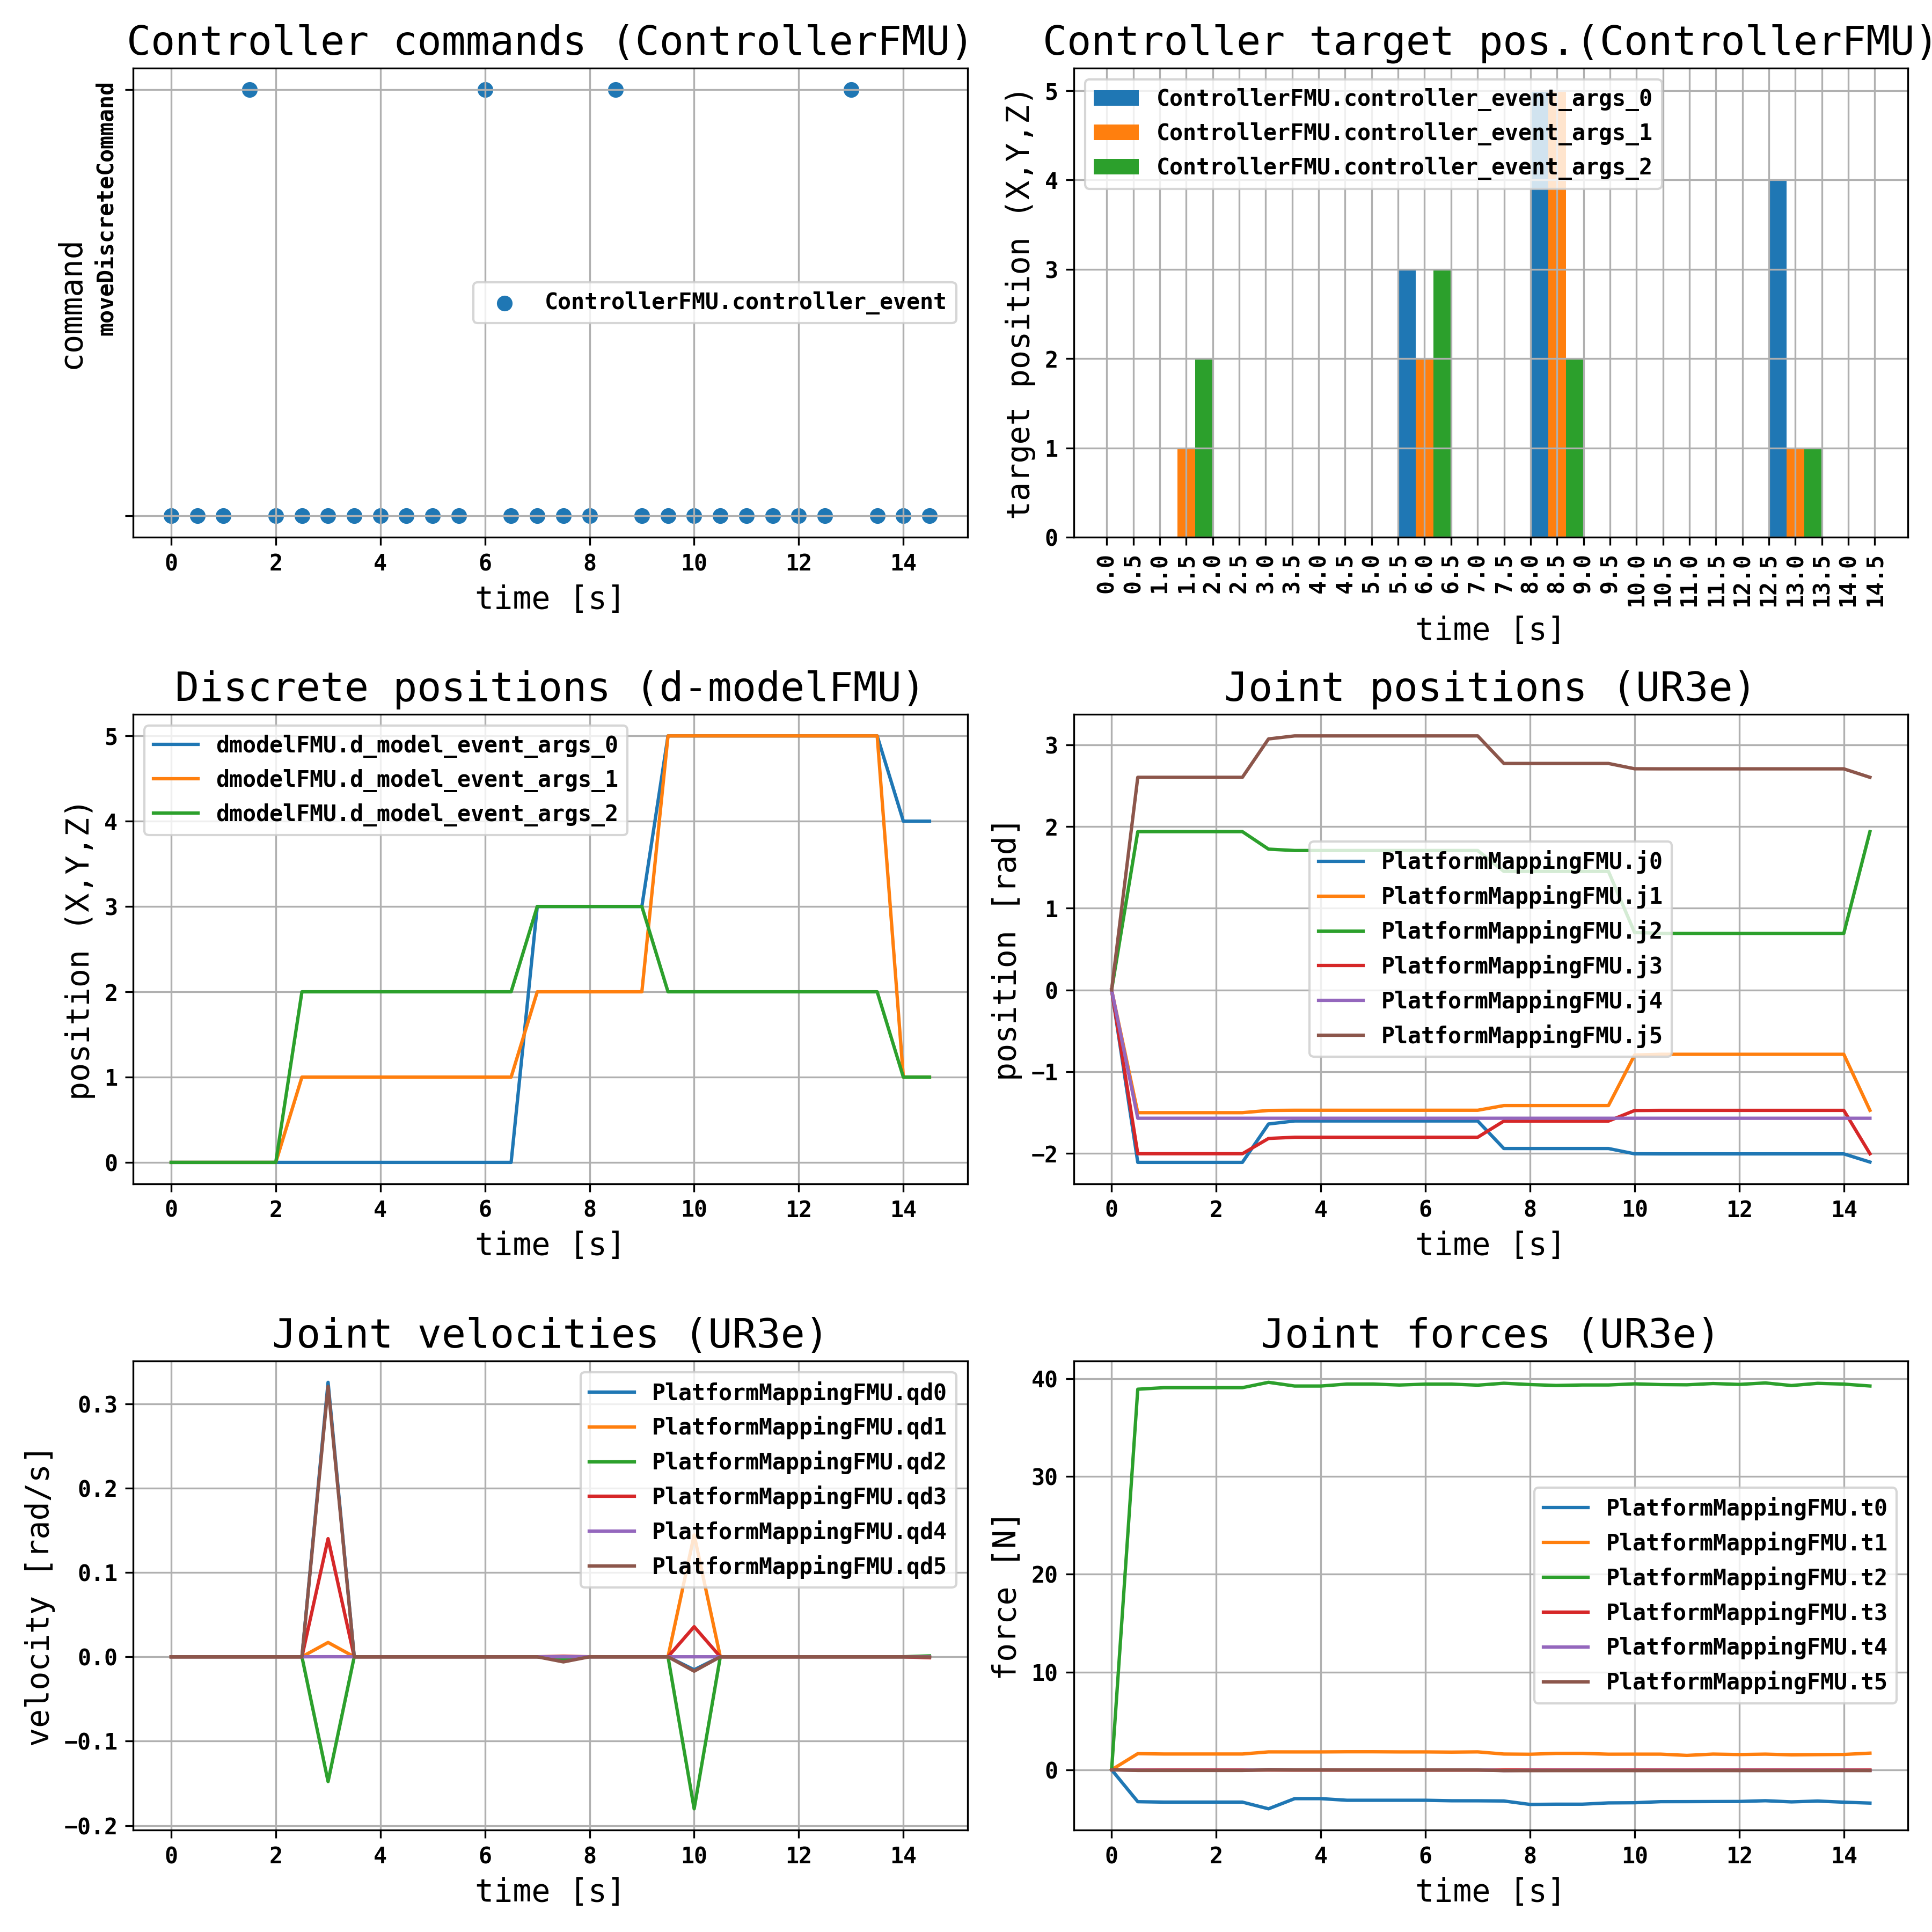 Controller commands (ControllerFMU)
command
moveDiscreteCommand
ControllerFMU.controller_event
0 2 4 6 8 10 12 14
time [s]
Controller target pos.(ControllerFMU)
target position (X,Y,Z)
5
4
3
2
1
0
ControllerFMU.controller_event_args_0
ControllerFMU.controller_event_args_1
ControllerFMU.controller_event_args_2
0.0 0.5 1.0 1.5 2.0 2.5 3.0 3.5 4.0 4.5 5.0 5.5 6.0 6.5 7.0 7.5 8.0 8.5 9.0 9.5 10.0 10.5 11.0 11.5 12.0 12.5 13.0 13.5 14.0 14.5
time [s]
Discrete positions (d-modelFMU)
position (X,Y,Z)
5
4
3
2
1
0
dmodelFMU.d_model_event_args_0
dmodelFMU.d_model_event_args_1
dmodelFMU.d_model_event_args_2
0 2 4 6 8 10 12 14
time [s]
Joint positions (UR3e)
position [rad]
3
2
1
0
−1
−2
PlatformMappingFMU.j0
PlatformMappingFMU.j1
PlatformMappingFMU.j2
PlatformMappingFMU.j3
PlatformMappingFMU.j4
PlatformMappingFMU.j5
0 2 4 6 8 10 12 14
time [s]
Joint velocities (UR3e)
velocity [rad/s]
0.3
0.2
0.1
0.0
−0.1
−0.2
PlatformMappingFMU.qd0
PlatformMappingFMU.qd1
PlatformMappingFMU.qd2
PlatformMappingFMU.qd3
PlatformMappingFMU.qd4
PlatformMappingFMU.qd5
0 2 4 6 8 10 12 14
time [s]
Joint forces (UR3e)
force [N]
40
30
20
10
0
PlatformMappingFMU.t0
PlatformMappingFMU.t1
PlatformMappingFMU.t2
PlatformMappingFMU.t3
PlatformMappingFMU.t4
PlatformMappingFMU.t5
0 2 4 6 8 10 12 14
time [s]